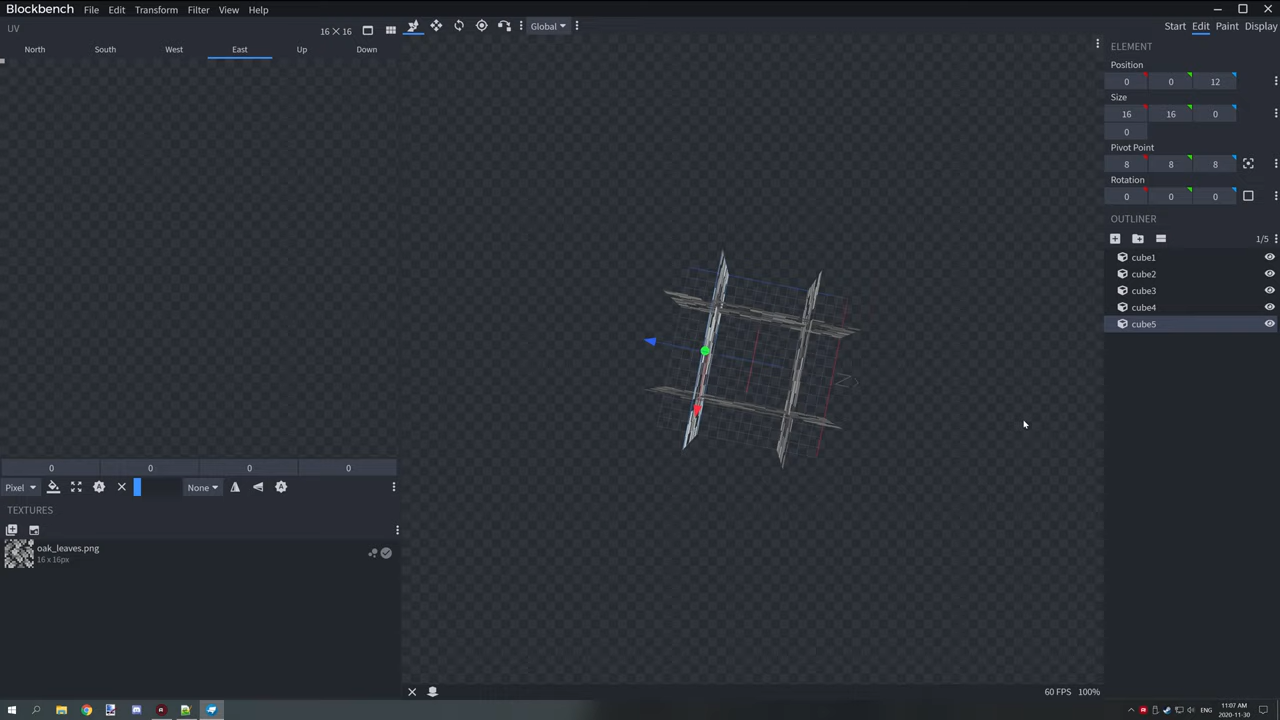 Blockbench File Edit Transform Filter View Help
UV 16 × 16 Global Start Edit Paint Display
North South West East Up Down
ELEMENT
Position
0 0 12
Size
16 16 0
0
Pivot Point
8 8 8
Rotation
0 0 0
OUTLINER
1/5
cube1
cube2
cube3
cube4
cube5
0 0 0 0
Pixel None
TEXTURES
oak_leaves.png
16 x 16px
60 FPS 100%
ENG 11:07 AM
2020-11-30